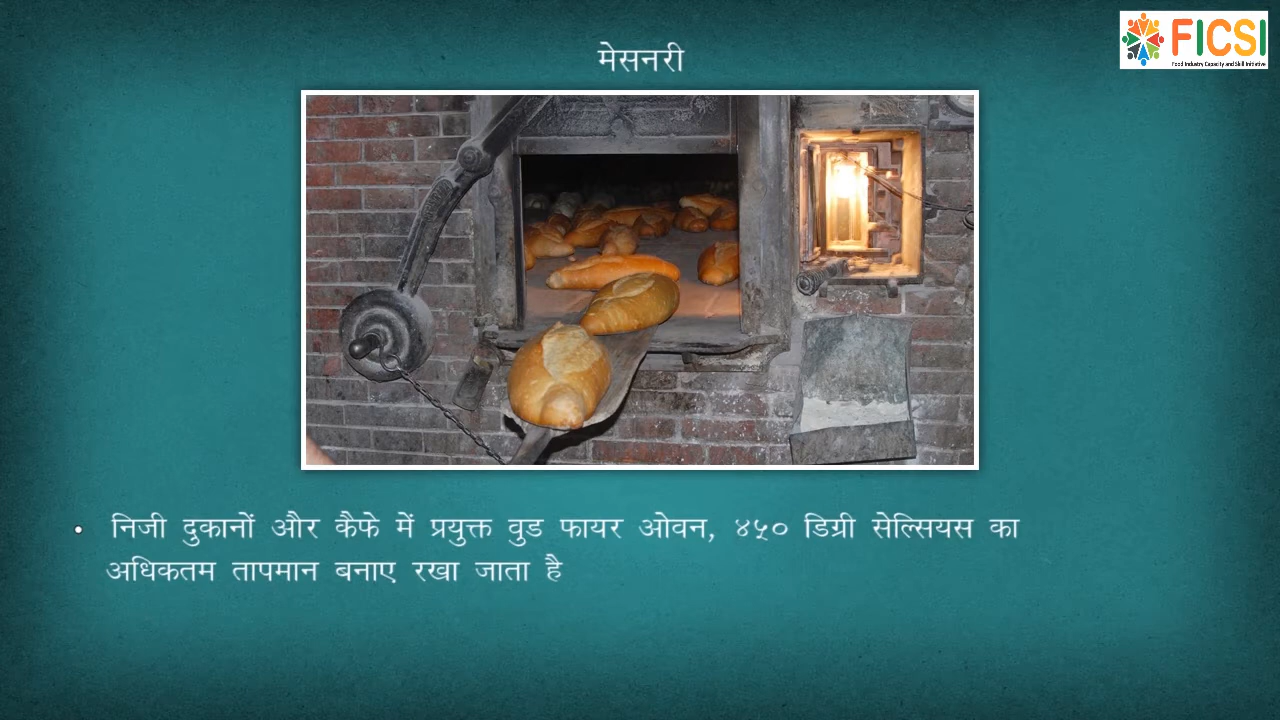 मेसनरी
FICSI
Food Industry Capacity and Skill Initiative
• निजी दुकानों और कैफे में प्रयुक्त वुड फायर ओवन, ४५० डिग्री सेल्सियस का
अधिकतम तापमान बनाए रखा जाता है